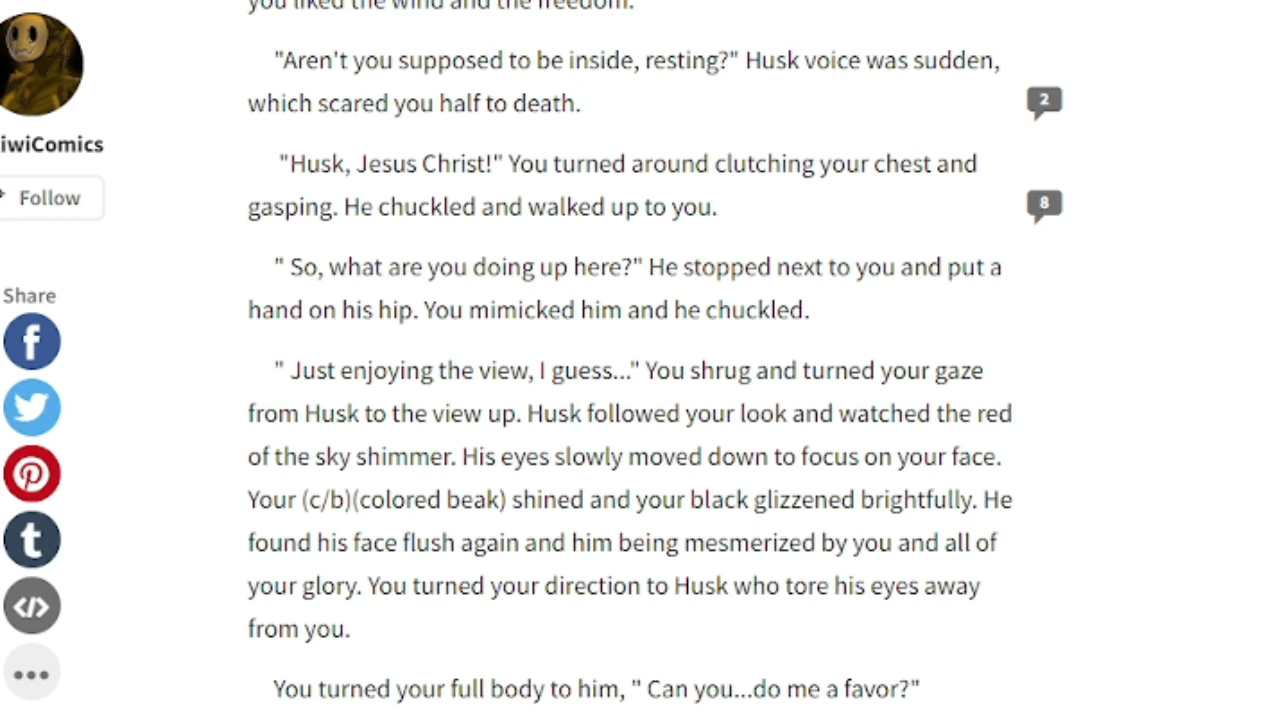 you liked the wind and the freedom.
"Aren't you supposed to be inside, resting?" Husk voice was sudden,
which scared you half to death.
2
iwiComics
"Husk, Jesus Christ!" You turned around clutching your chest and
Follow
gasping. He chuckled and walked up to you.
8
" So, what are you doing up here?" He stopped next to you and put a
Share
hand on his hip. You mimicked him and he chuckled.
" Just enjoying the view, I guess..." You shrug and turned your gaze
from Husk to the view up. Husk followed your look and watched the red
of the sky shimmer. His eyes slowly moved down to focus on your face.
Your (c/b)(colored beak) shined and your black glizzened brightfully. He
found his face flush again and him being mesmerized by you and all of
your glory. You turned your direction to Husk who tore his eyes away
from you.
You turned your full body to him, " Can you...do me a favor?"